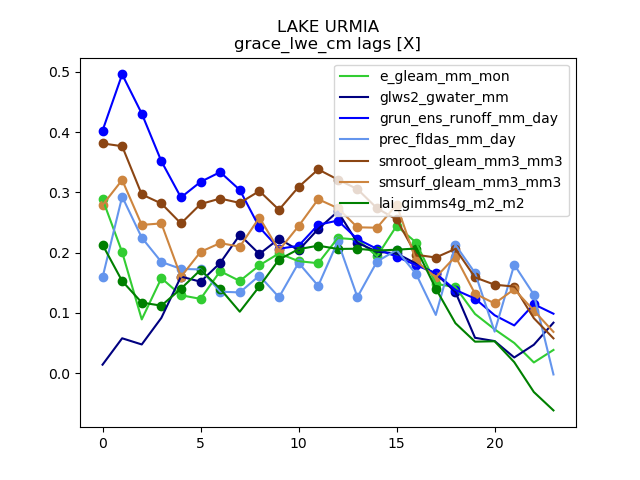 LAKE URMIA
grace_lwe_cm lags [X]
e_gleam_mm_mon
glws2_gwater_mm
grun_ens_runoff_mm_day
prec_fldas_mm_day
smroot_gleam_mm3_mm3
smsurf_gleam_mm3_mm3
lai_gimms4g_m2_m2
0.5
0.4
0.3
0.2
0.1
0.0
0 5 10 15 20